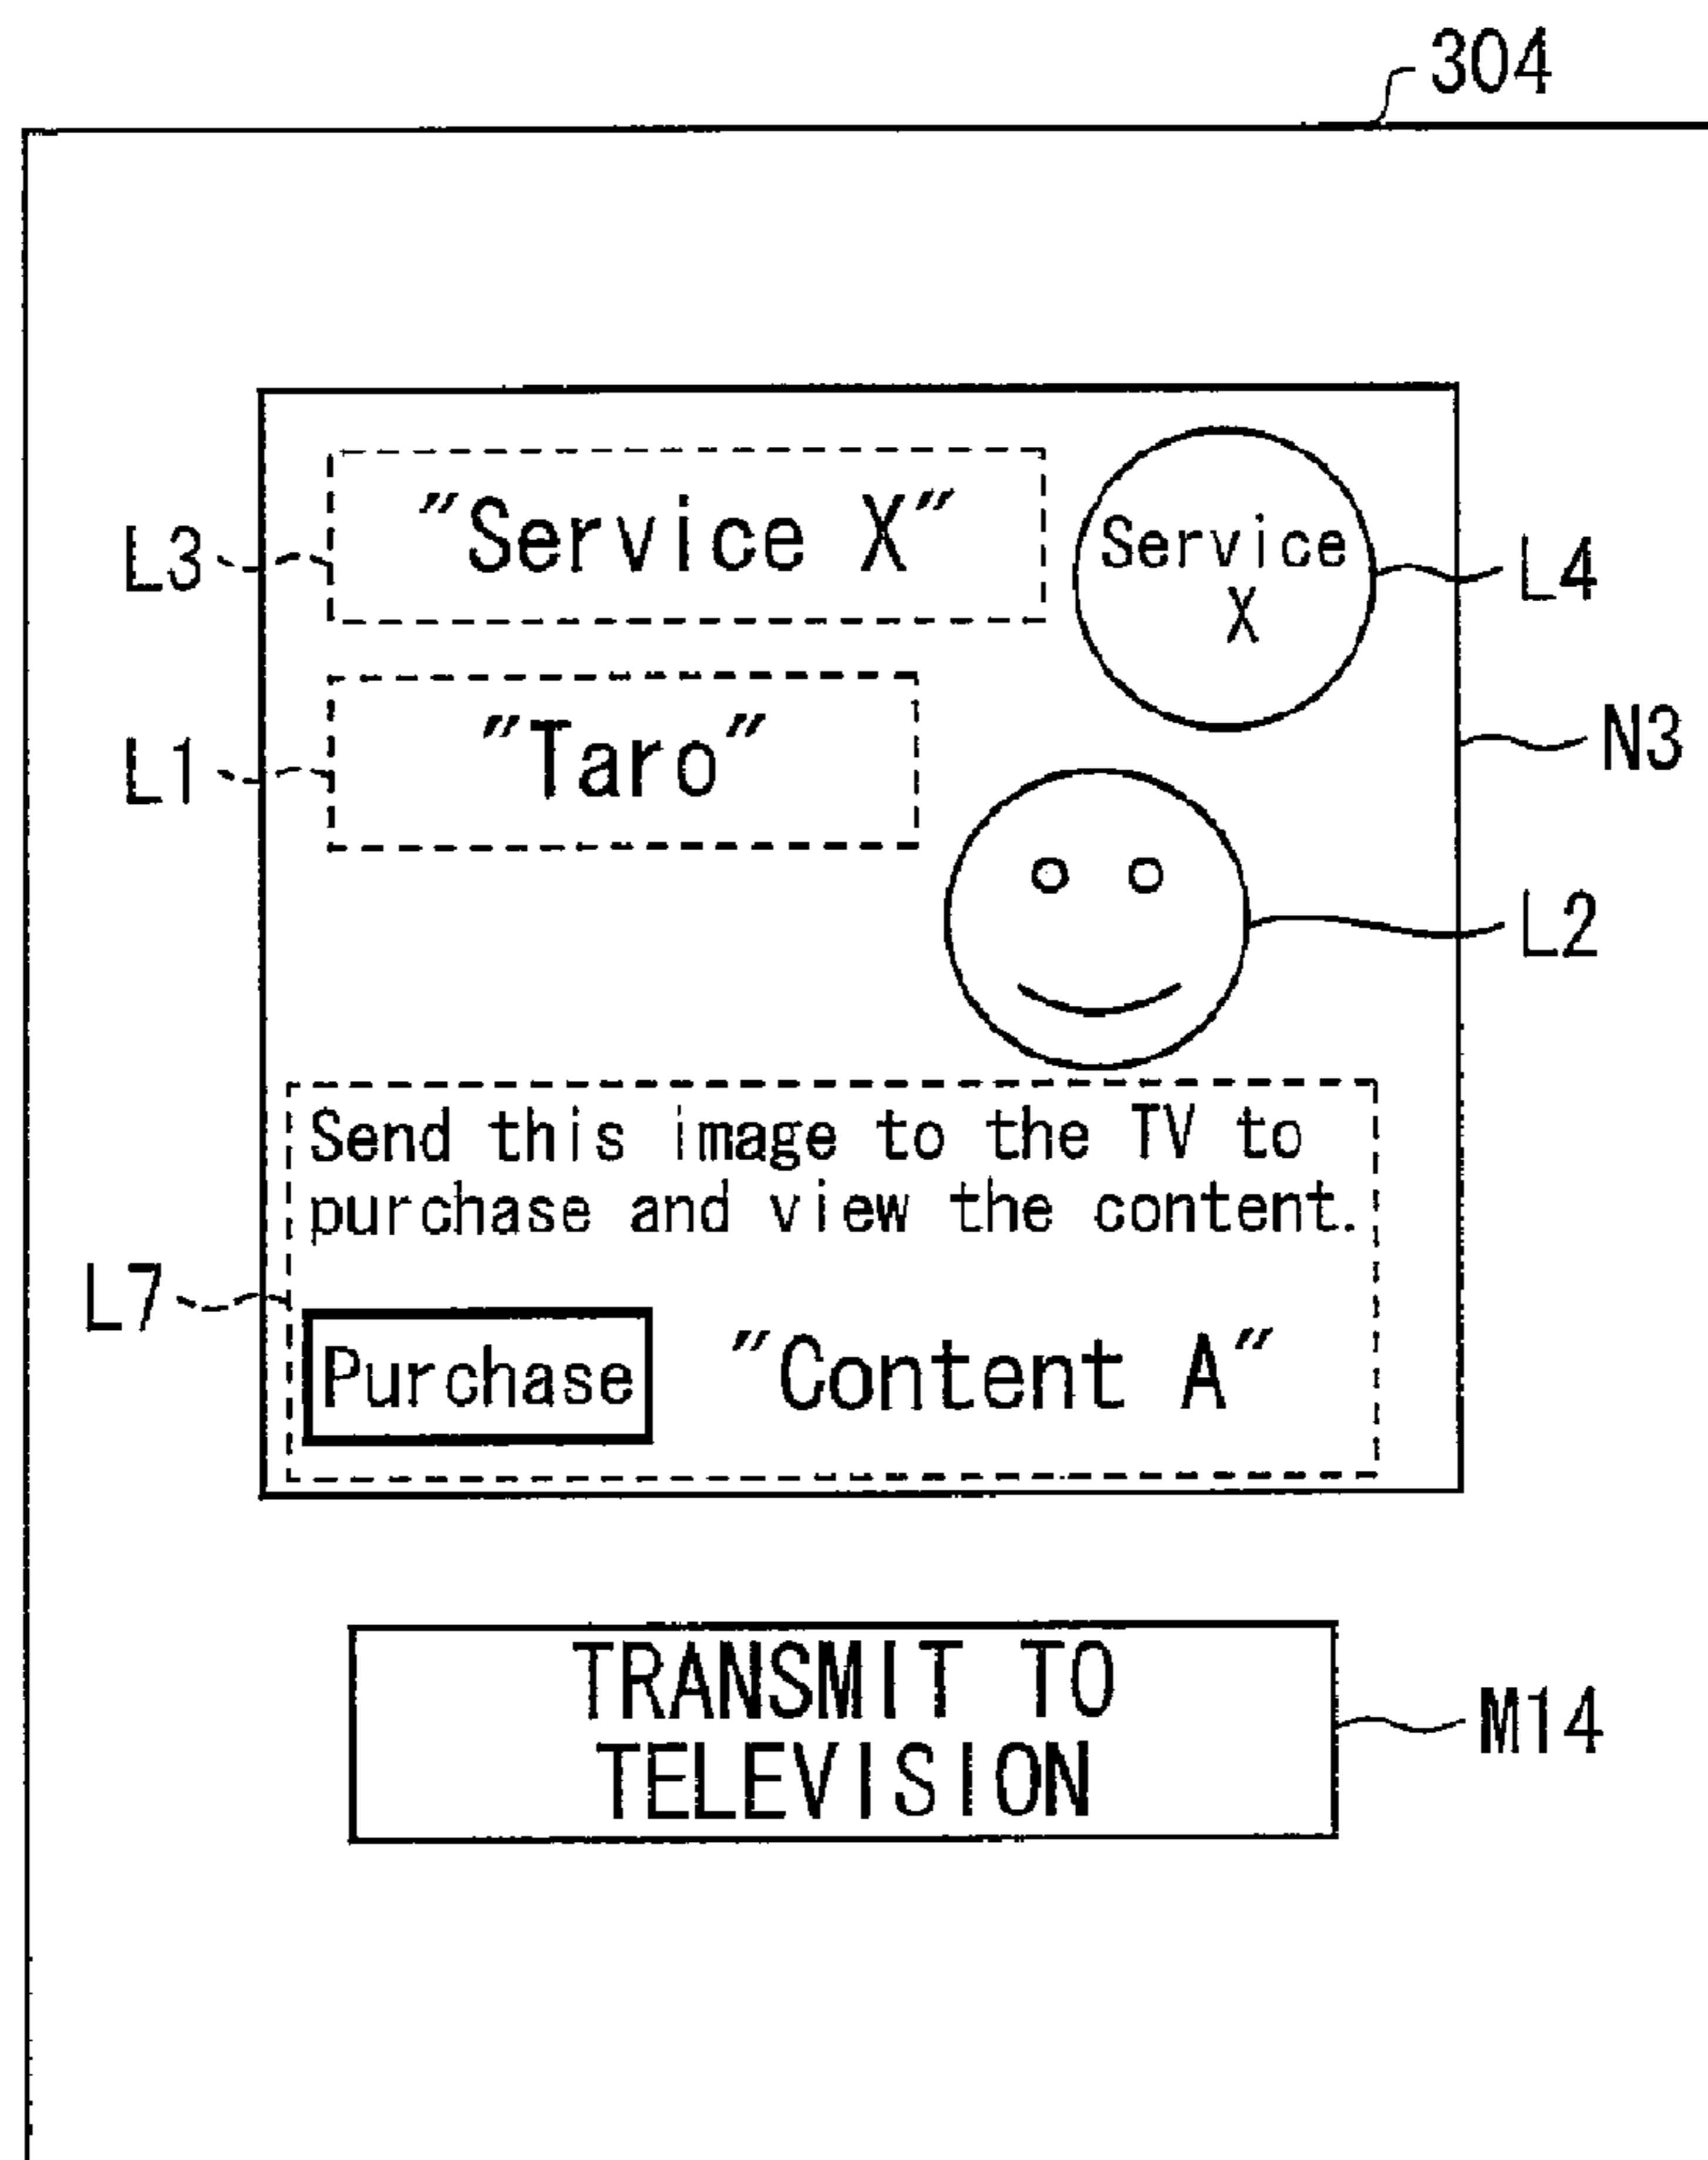 304
"Service X"
Service
X
L3
L4
"Taro"
L1
N3
L2
Send this image to the TV to
purchase and view the content.
L7
Purchase
"Content A"
TRANSMIT TO
TELEVISION
M14